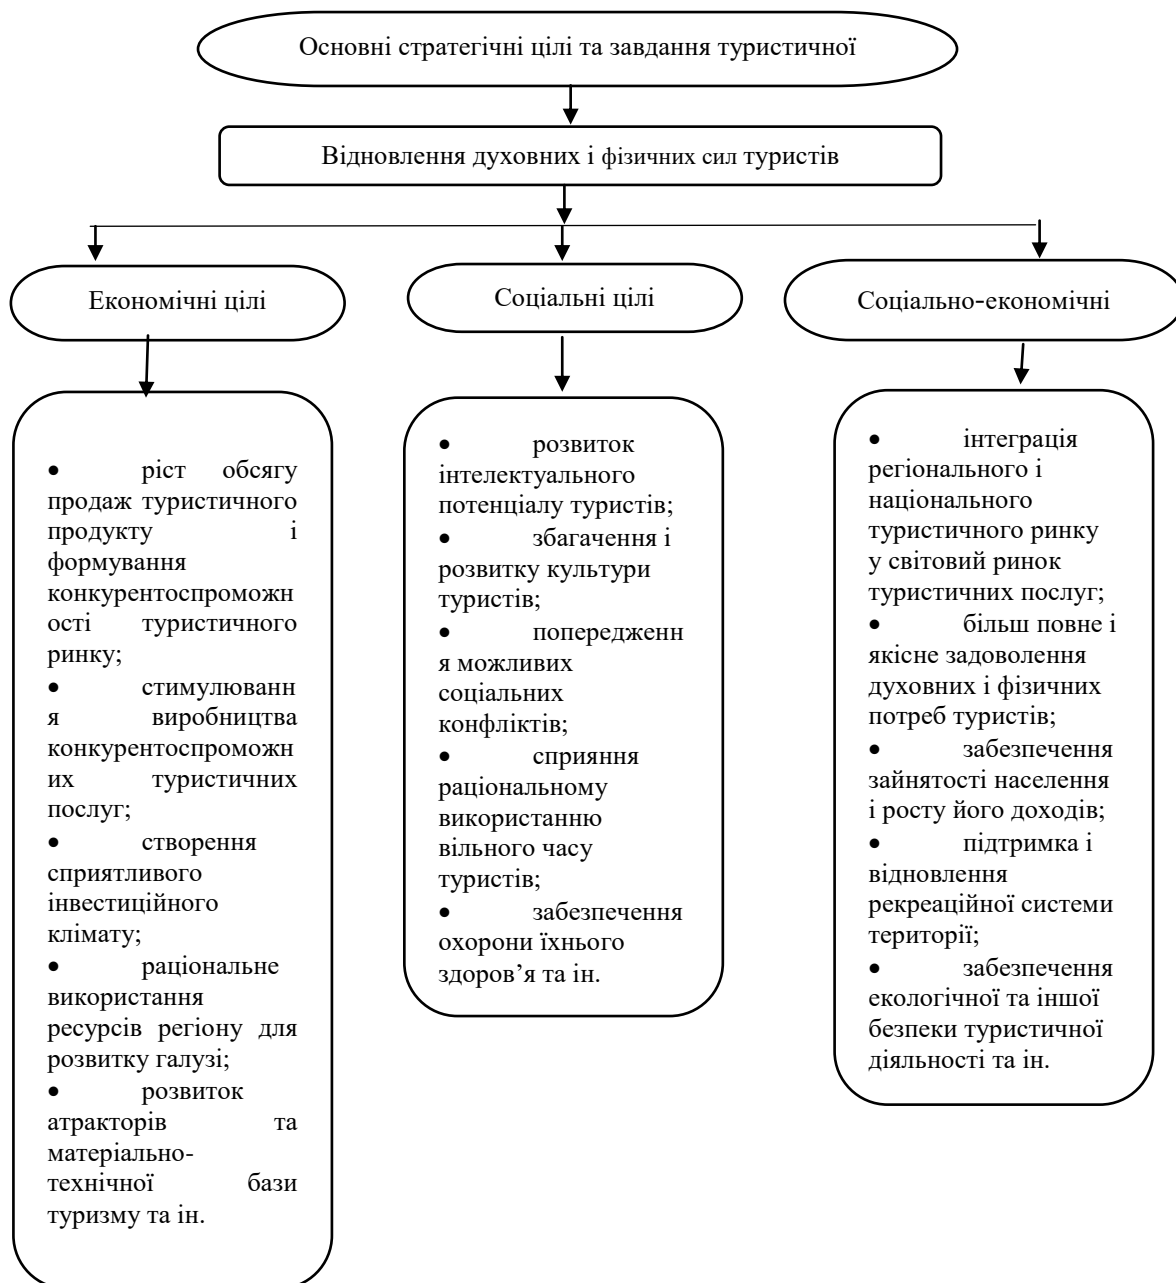 Основні стратегічні цілі та завдання туристичної
Відновлення духовних і фізичних сил туристів
Економічні цілі
Соціальні цілі
Соціально-економічні
• ріст обсягу
продаж туристичного
продукту і
формування
конкурентоспроможн
ості туристичного
ринку;
• стимулюванн
я виробництва
конкурентоспроможн
их туристичних
послуг;
• створення
сприятливого
інвестиційного
клімату;
• раціональне
використання
ресурсів регіону для
розвитку галузі;
• розвиток
атракторів та
матеріально-
технічної бази
туризму та ін.
• розвиток
інтелектуального
потенціалу туристів;
• збагачення і
розвитку культури
туристів;
• попередженн
я можливих
соціальних
конфліктів;
• сприяння
раціональному
використанню
вільного часу
туристів;
• забезпечення
охорони їхнього
здоров’я та ін.
• інтеграція
регіонального і
національного
туристичного ринку
у світовий ринок
туристичних послуг;
• більш повне і
якісне задоволення
духовних і фізичних
потреб туристів;
• забезпечення
зайнятості населення
і росту його доходів;
• підтримка і
відновлення
рекреаційної системи
території;
• забезпечення
екологічної та іншої
безпеки туристичної
діяльності та ін.